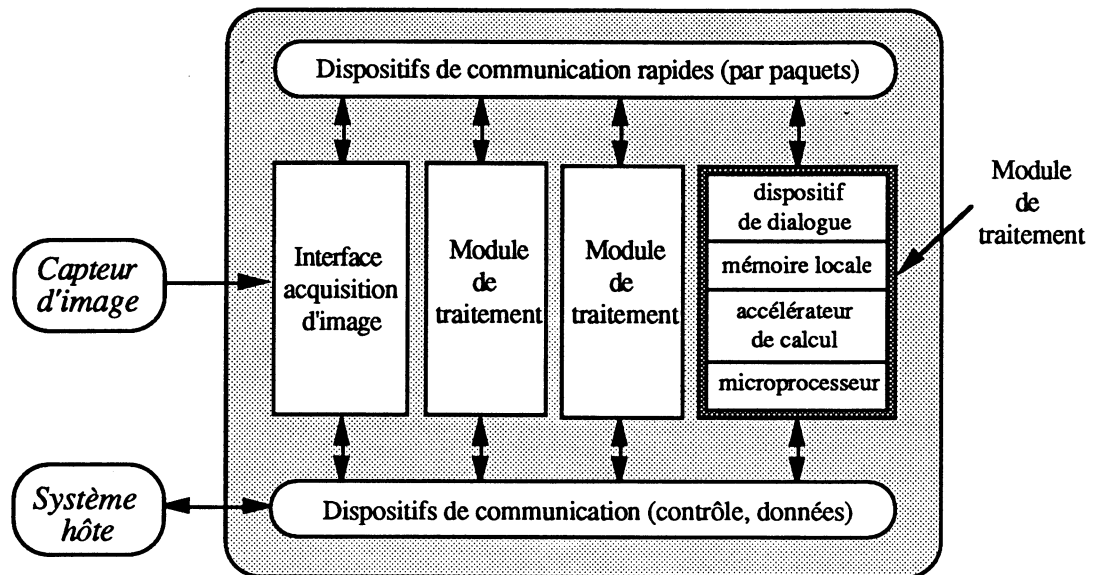 Dispositifs de communication rapides (par paquets)
Capteur
d'image
Interface
acquisition
d'image
Module
de
traitement
Module
de
traitement
dispositif
de dialogue
mémoire locale
accélérateur
de calcul
microprocesseur
Module
de
traitement
Système
hôte
Dispositifs de communication (contrôle, données)